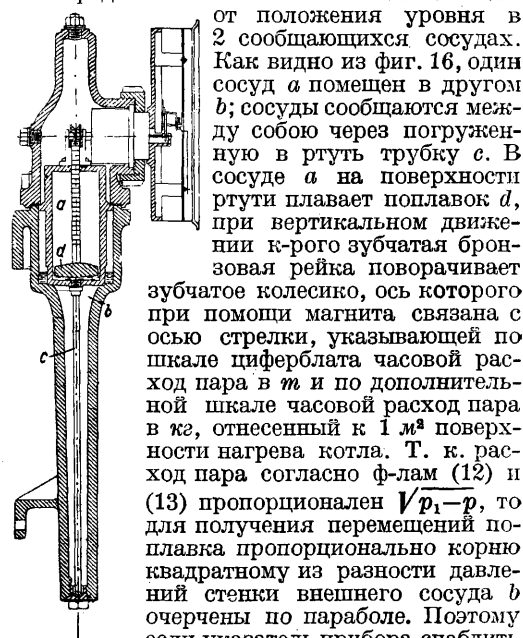 от положения уровня в
2 сообщающихся сосудах.
Как видно из фиг. 16, один
сосуд a помещен в другом
b; сосуды сообщаются меж-
ду собою через погружен-
ную в ртуть трубку c. В
сосуде a на поверхности
ртути плавает поплавок d,
при вертикальном движе-
нии к-рого зубчатая брон-
зовая рейка поворачивает
зубчатое колесико, ось которого
при помощи магнита связана с
осью стрелки, указывающей по
шкале циферблата часовой рас-
ход пара в m и по дополнитель-
ной шкале часовой расход пара
в кг, отнесенный к 1 м² поверх-
ности нагрева котла. Т. к. рас-
ход пара согласно ф-лам (12) и
(13) пропорционален √p₁—p, то
для получения перемещений по-
плавка пропорционально корню
квадратному из разности давле-
ний стенки внешнего сосуда b
очерчены по параболе. Поэтому
a
d
b
c